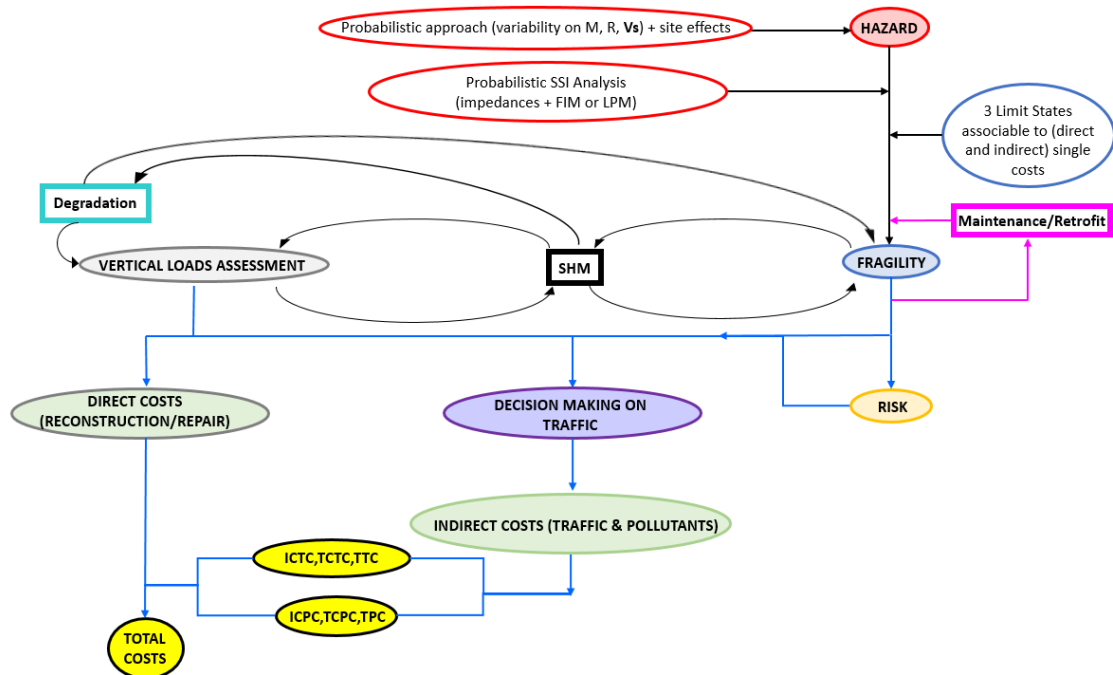 Probabilistic approach (variability on M, R, Vs) + site effects
HAZARD
Probabilistic SSI Analysis
(impedances + FIM or LPM)
3 Limit States
associable to (direct
and indirect) single
costs
Degradation
Maintenance/Retrofit
VERTICAL LOADS ASSESSMENT
SHM
FRAGILITY
DIRECT COSTS
(RECONSTRUCTION/REPAIR)
DECISION MAKING ON
TRAFFIC
RISK
INDIRECT COSTS (TRAFFIC & POLLUTANTS)
ICTC,TCTC,TTC
ICPC,TCPC,TPC
TOTAL
COSTS